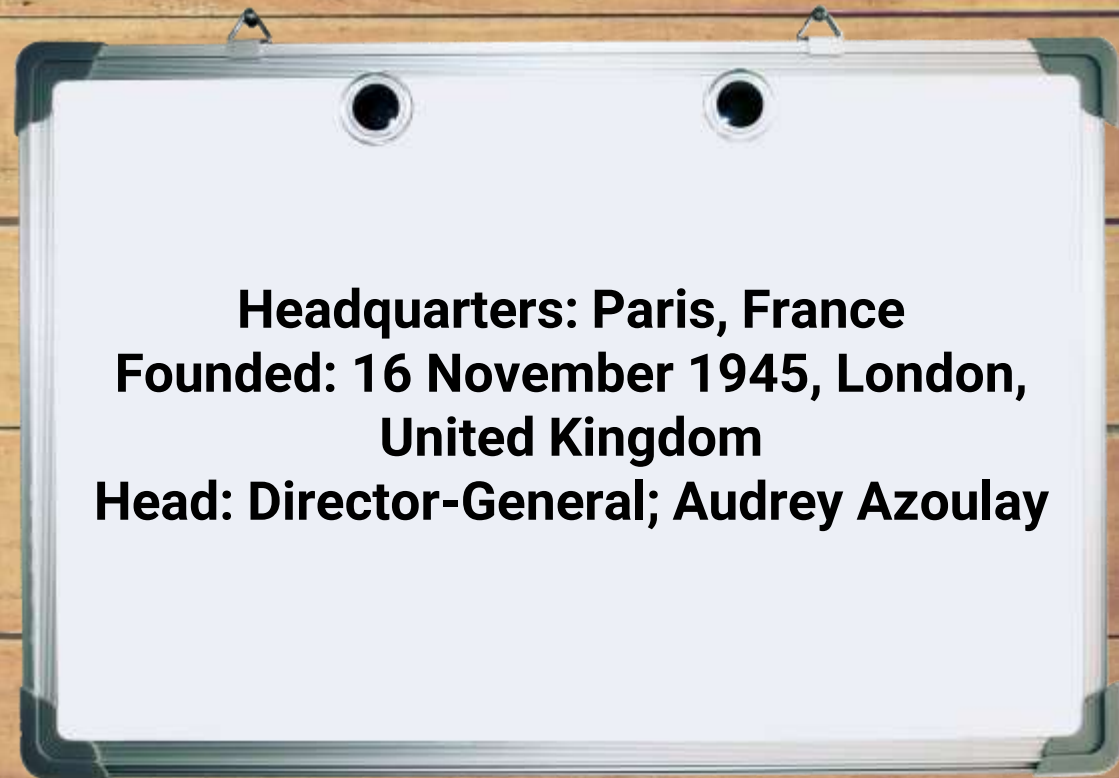 Headquarters: Paris, France
Founded: 16 November 1945, London,
United Kingdom
Head: Director-General; Audrey Azoulay